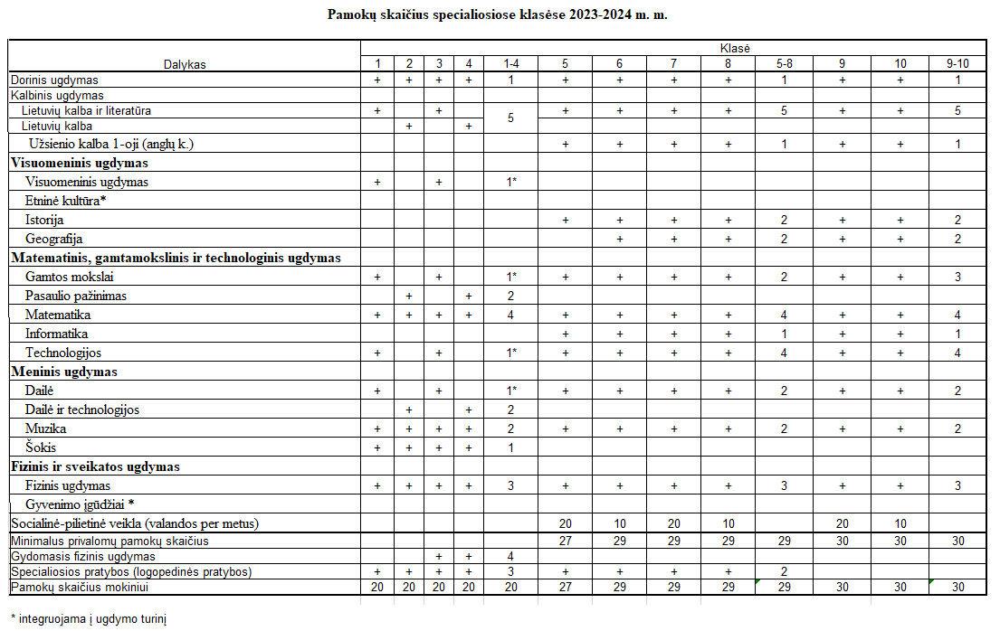 Pamokų skaičius specialiosiose klasėse 2023-2024 m. m.
Klasė
Dalykas 1 2 3 4 1-4 5 6 7 8 5-8 9 10 9-10
Dorinis ugdymas + + + + 1 + + + + 1 + + 1
Kalbinis ugdymas
Lietuvių kalba ir literatūra + + 5 + + + + 5 + + 5
Lietuvių kalba + +
Užsienio kalba 1-oji (anglų k.) + + + + 1 + + 1
Visuomeninis ugdymas
Visuomeninis ugdymas + + 1*
Etninė kultūra*
Istorija + + + + 2 + + 2
Geografija + + + 2 + + 2
Matematinis, gamtamokslinis ir technologinis ugdymas
Gamtos mokslai + + 1* + + + + 2 + + 3
Pasaulio pažinimas + + 2
Matematika + + + + 4 + + + + 4 + + 4
Informatika + + + + 1 + + 1
Technologijos + + 1* + + + + 4 + + 4
Meninis ugdymas
Dailė + + 1* + + + + 2 + + 2
Dailė ir technologijos + + 2
Muzika + + + + 2 + + + + 2 + + 2
Šokis + + + + 1
Fizinis ir sveikatos ugdymas
Fizinis ugdymas + + + + 3 + + + + 3 + + 3
Gyvenimo įgūdžiai *
Socialinė-pilietinė veikla (valandos per metus) 20 10 20 10 20 10
Minimalus privalomų pamokų skaičius 27 29 29 29 29 30 30 30
Gydomasis fizinis ugdymas + + 4
Specialiosios pratybos (logopedinės pratybos) + + + + 3 + + + + 2
Pamokų skaičius mokiniui 20 20 20 20 20 27 29 29 29 29 30 30 30
* integruojama į ugdymo turinį